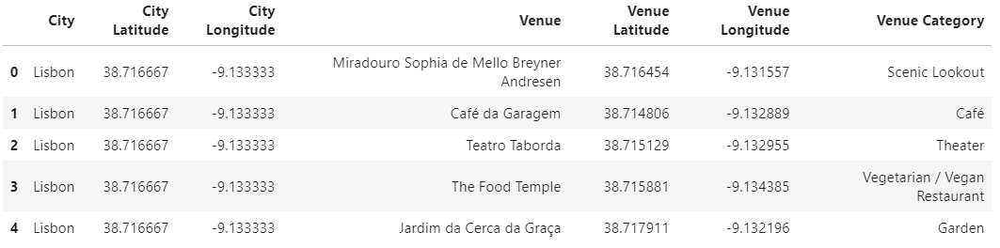 City City Latitude City Longitude Venue Venue Latitude Venue Longitude Venue Category
0 Lisbon 38.716667 -9.133333 Miradouro Sophia de Mello Breyner Andresen 38.716454 -9.131557 Scenic Lookout
1 Lisbon 38.716667 -9.133333 Café da Garagem 38.714806 -9.132889 Café
2 Lisbon 38.716667 -9.133333 Teatro Taborda 38.715129 -9.132955 Theater
3 Lisbon 38.716667 -9.133333 The Food Temple 38.715881 -9.134385 Vegetarian / Vegan Restaurant
4 Lisbon 38.716667 -9.133333 Jardim da Cerca da Graça 38.717911 -9.132196 Garden